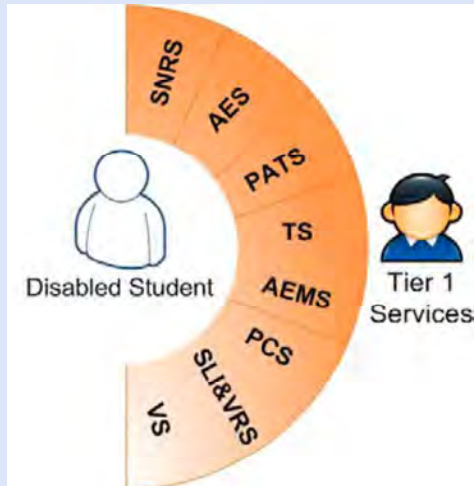 SNRS
AES
PATS
TS
AEMS
PCS
SLI&VRS
VS
Disabled Student
Tier 1
Services